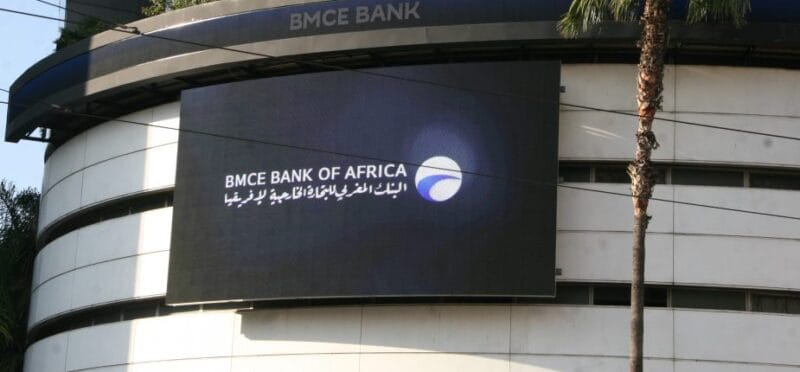 BMCE BANK
BMCE BANK OF AFRICA
البنك المغربي للتجارة الخارجية لإفريقيا